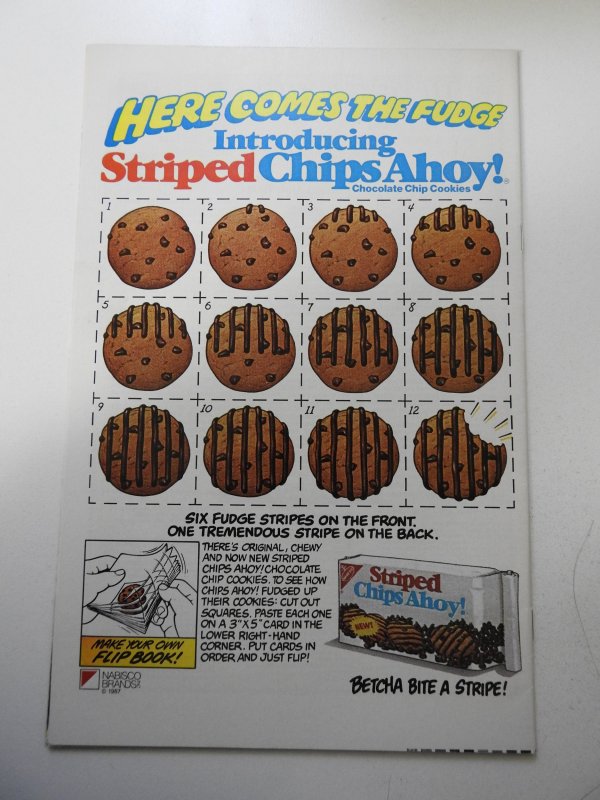 HERE COMES THE FUDGE
Introducing
Striped Chips Ahoy!®
Chocolate Chip Cookies
1
2
3
4
5
6
7
8
9
10
11
12
SIX FUDGE STRIPES ON THE FRONT.
ONE TREMENDOUS STRIPE ON THE BACK.
THERE'S ORIGINAL, CHEWY
AND NOW NEW STRIPED
CHIPS AHOY! CHOCOLATE
CHIP COOKIES. TO SEE HOW
CHIPS AHOY! FUDGED UP
THEIR COOKIES: CUT OUT
SQUARES. PASTE EACH ONE
ON A 3"X5" CARD IN THE
LOWER RIGHT-HAND
CORNER. PUT CARDS IN
ORDER AND JUST FLIP!
MAKE YOUR OWN
FLIP BOOK!
NABISCO
BRANDS
© 1987
Striped
Chips Ahoy!
NEW!
BETCHA BITE A STRIPE!